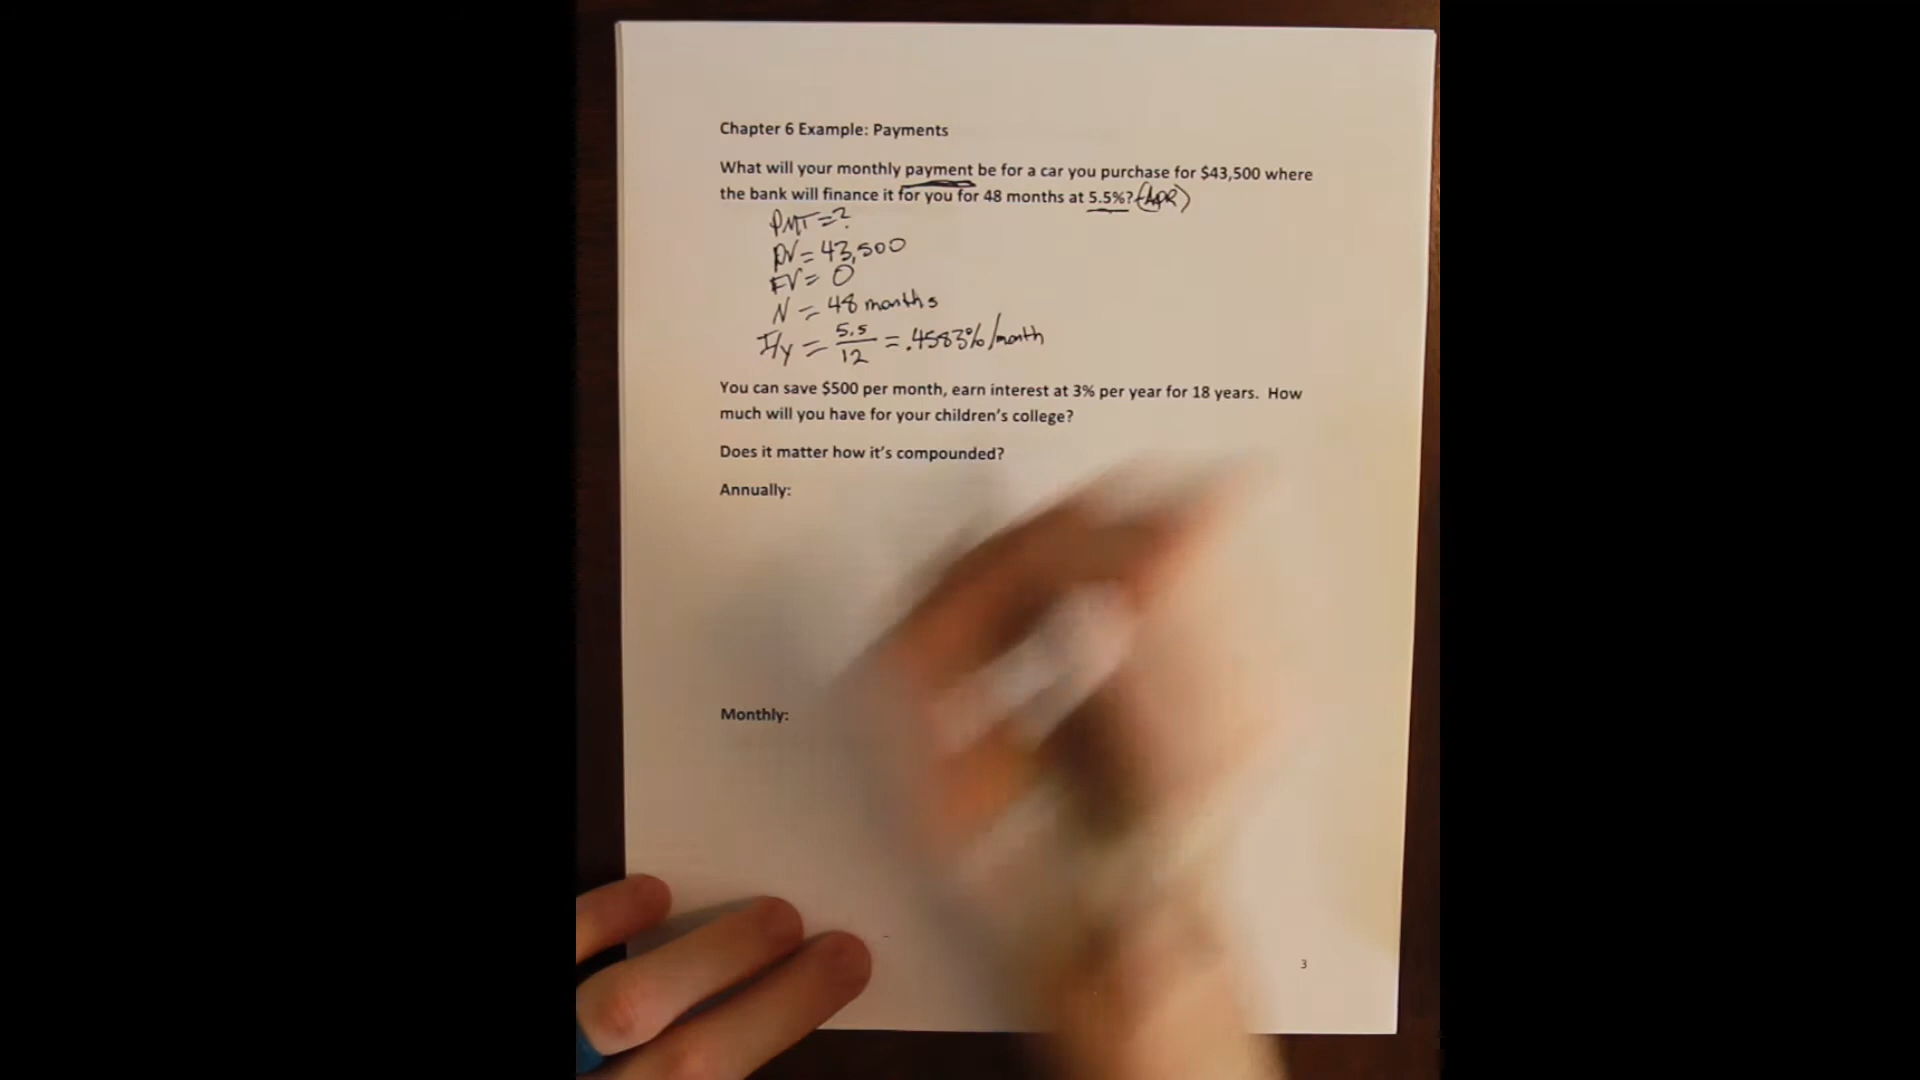 Chapter 6 Example: Payments
What will your monthly payment be for a car you purchase for $43,500 where
the bank will finance it for you for 48 months at 5.5%? (APR)
PMT = ?
PV = 43,500
FV = 0
N = 48 months
I/y = 5.5/12 = .4583%/month
You can save $500 per month, earn interest at 3% per year for 18 years. How
much will you have for your children's college?
Does it matter how it's compounded?
Annually:
Monthly:
3